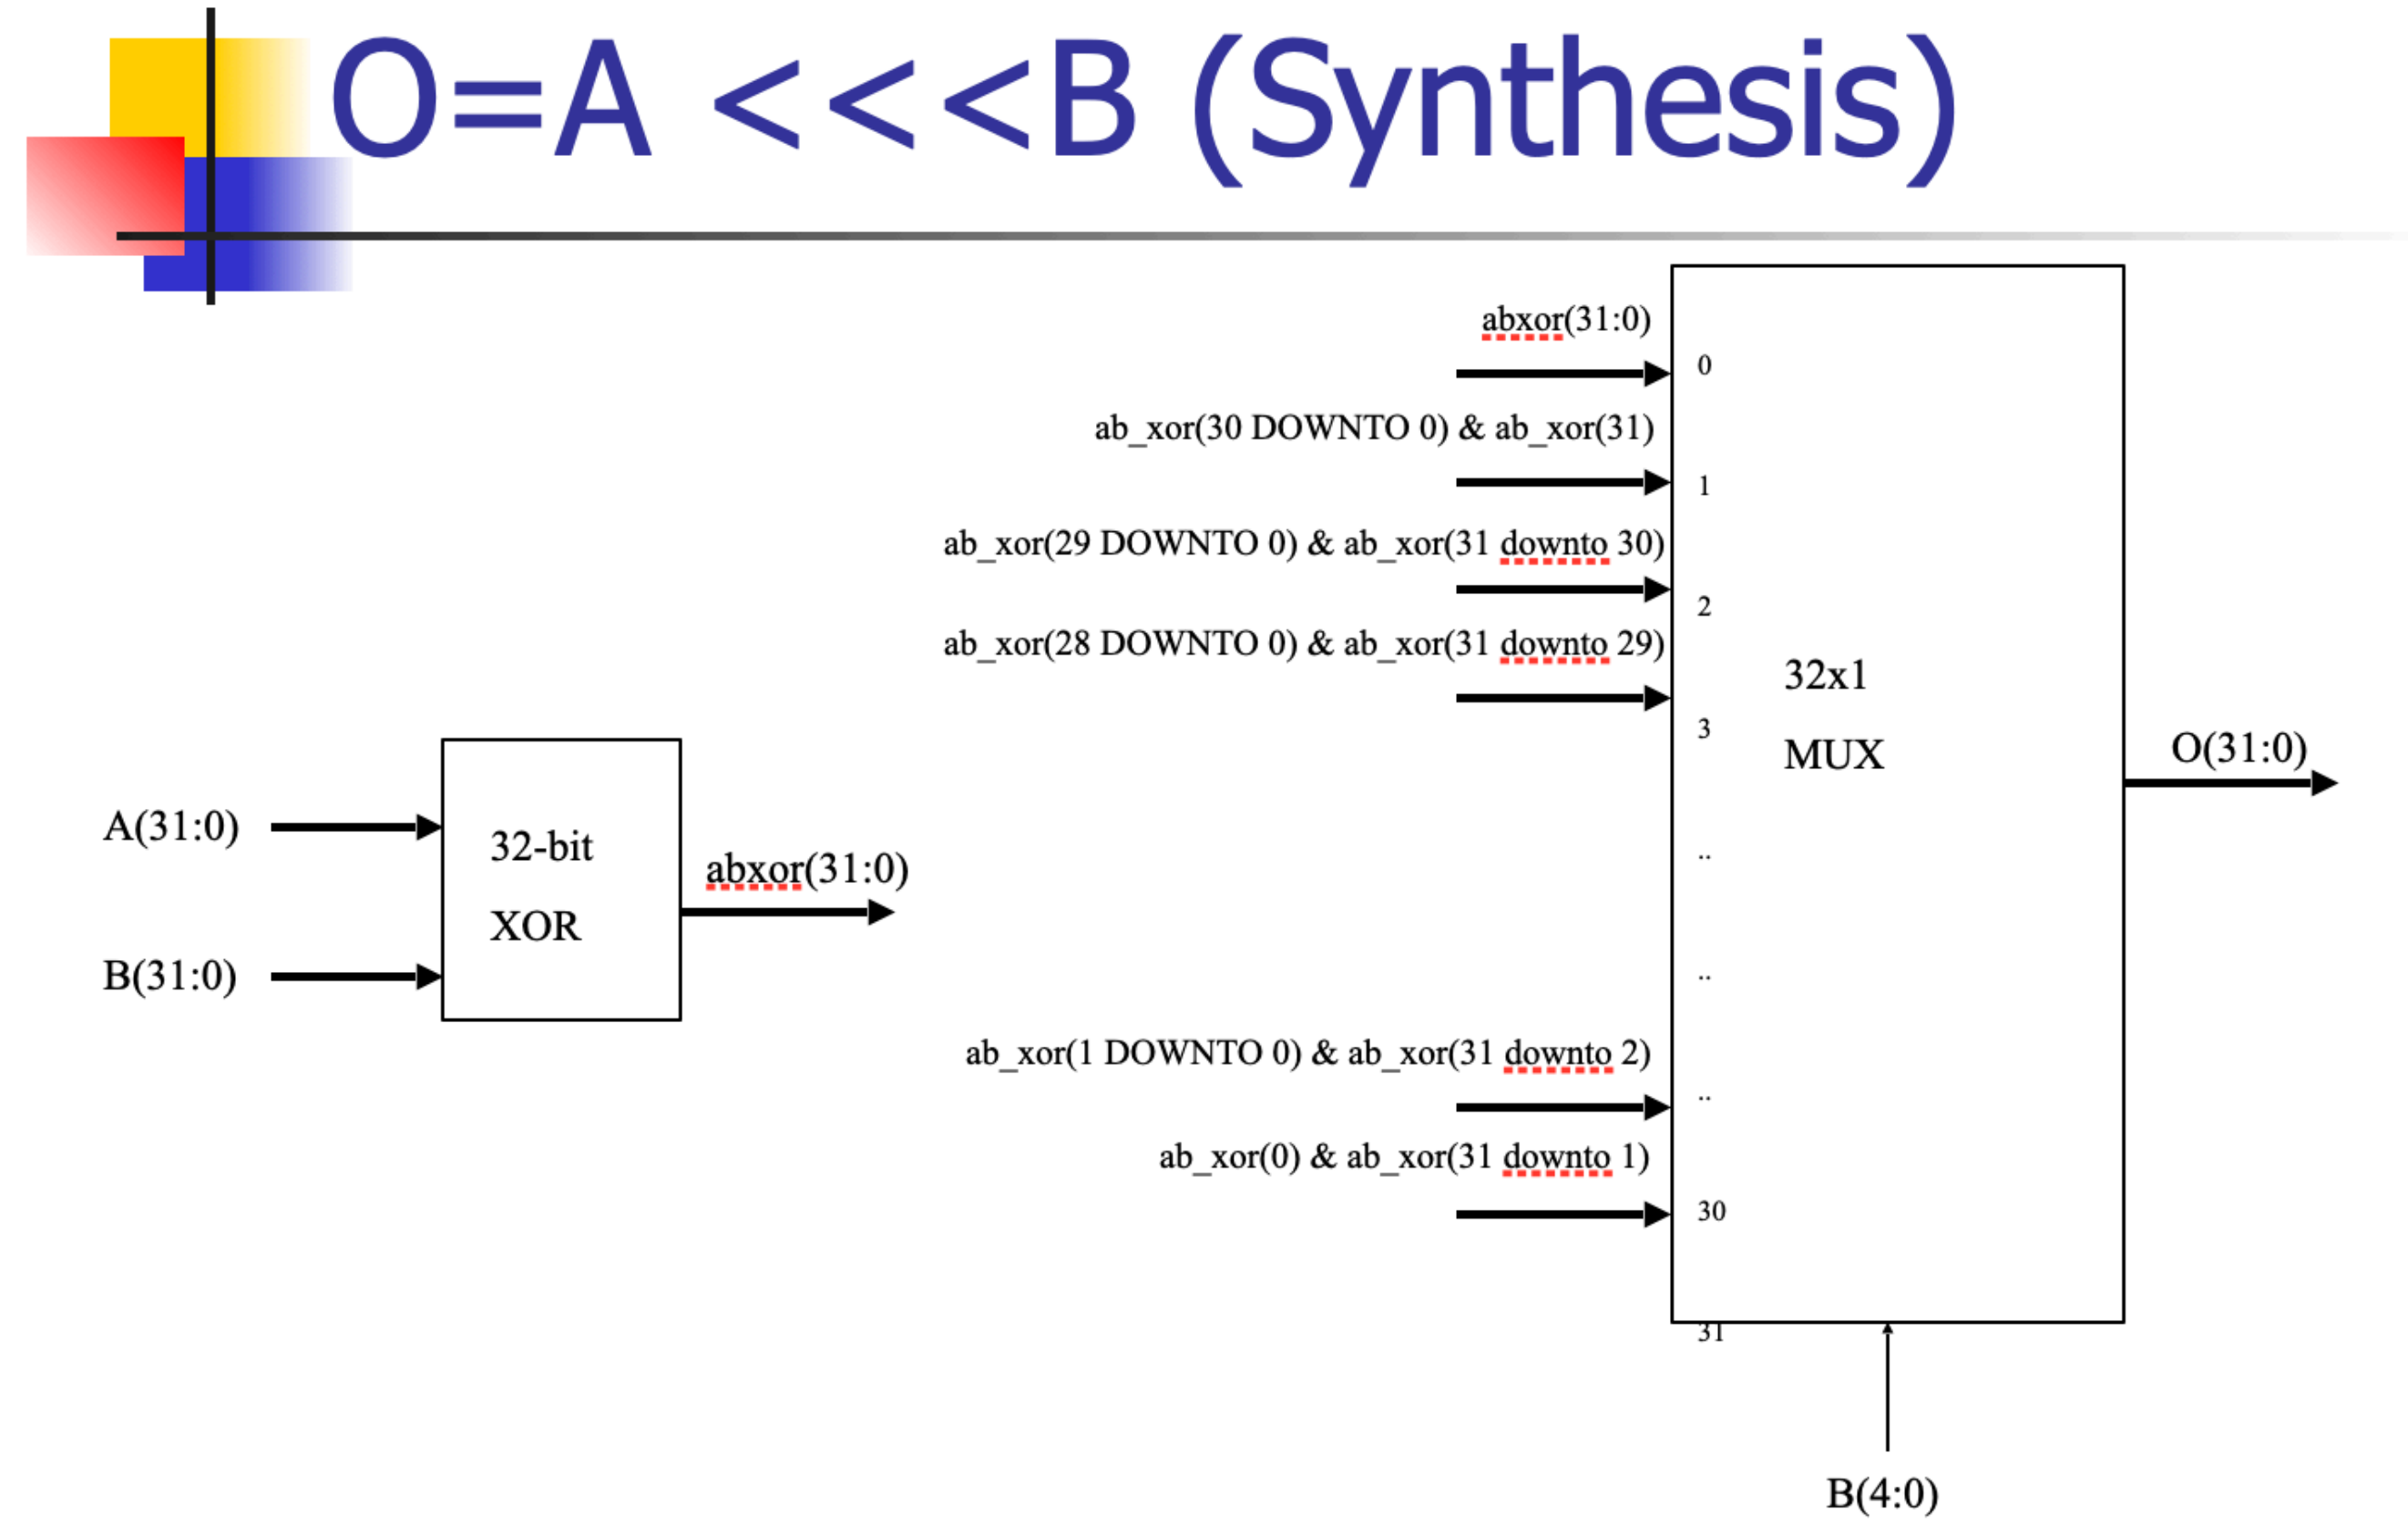 O=A <<<B (Synthesis)
abxor(31:0)
0
ab_xor(30 DOWNTO 0) & ab_xor(31)
1
ab_xor(29 DOWNTO 0) & ab_xor(31 downto 30)
2
ab_xor(28 DOWNTO 0) & ab_xor(31 downto 29)
3
32x1
MUX
O(31:0)
A(31:0)
B(31:0)
32-bit
XOR
abxor(31:0)
..
..
ab_xor(1 DOWNTO 0) & ab_xor(31 downto 2)
..
ab_xor(0) & ab_xor(31 downto 1)
30
31
B(4:0)